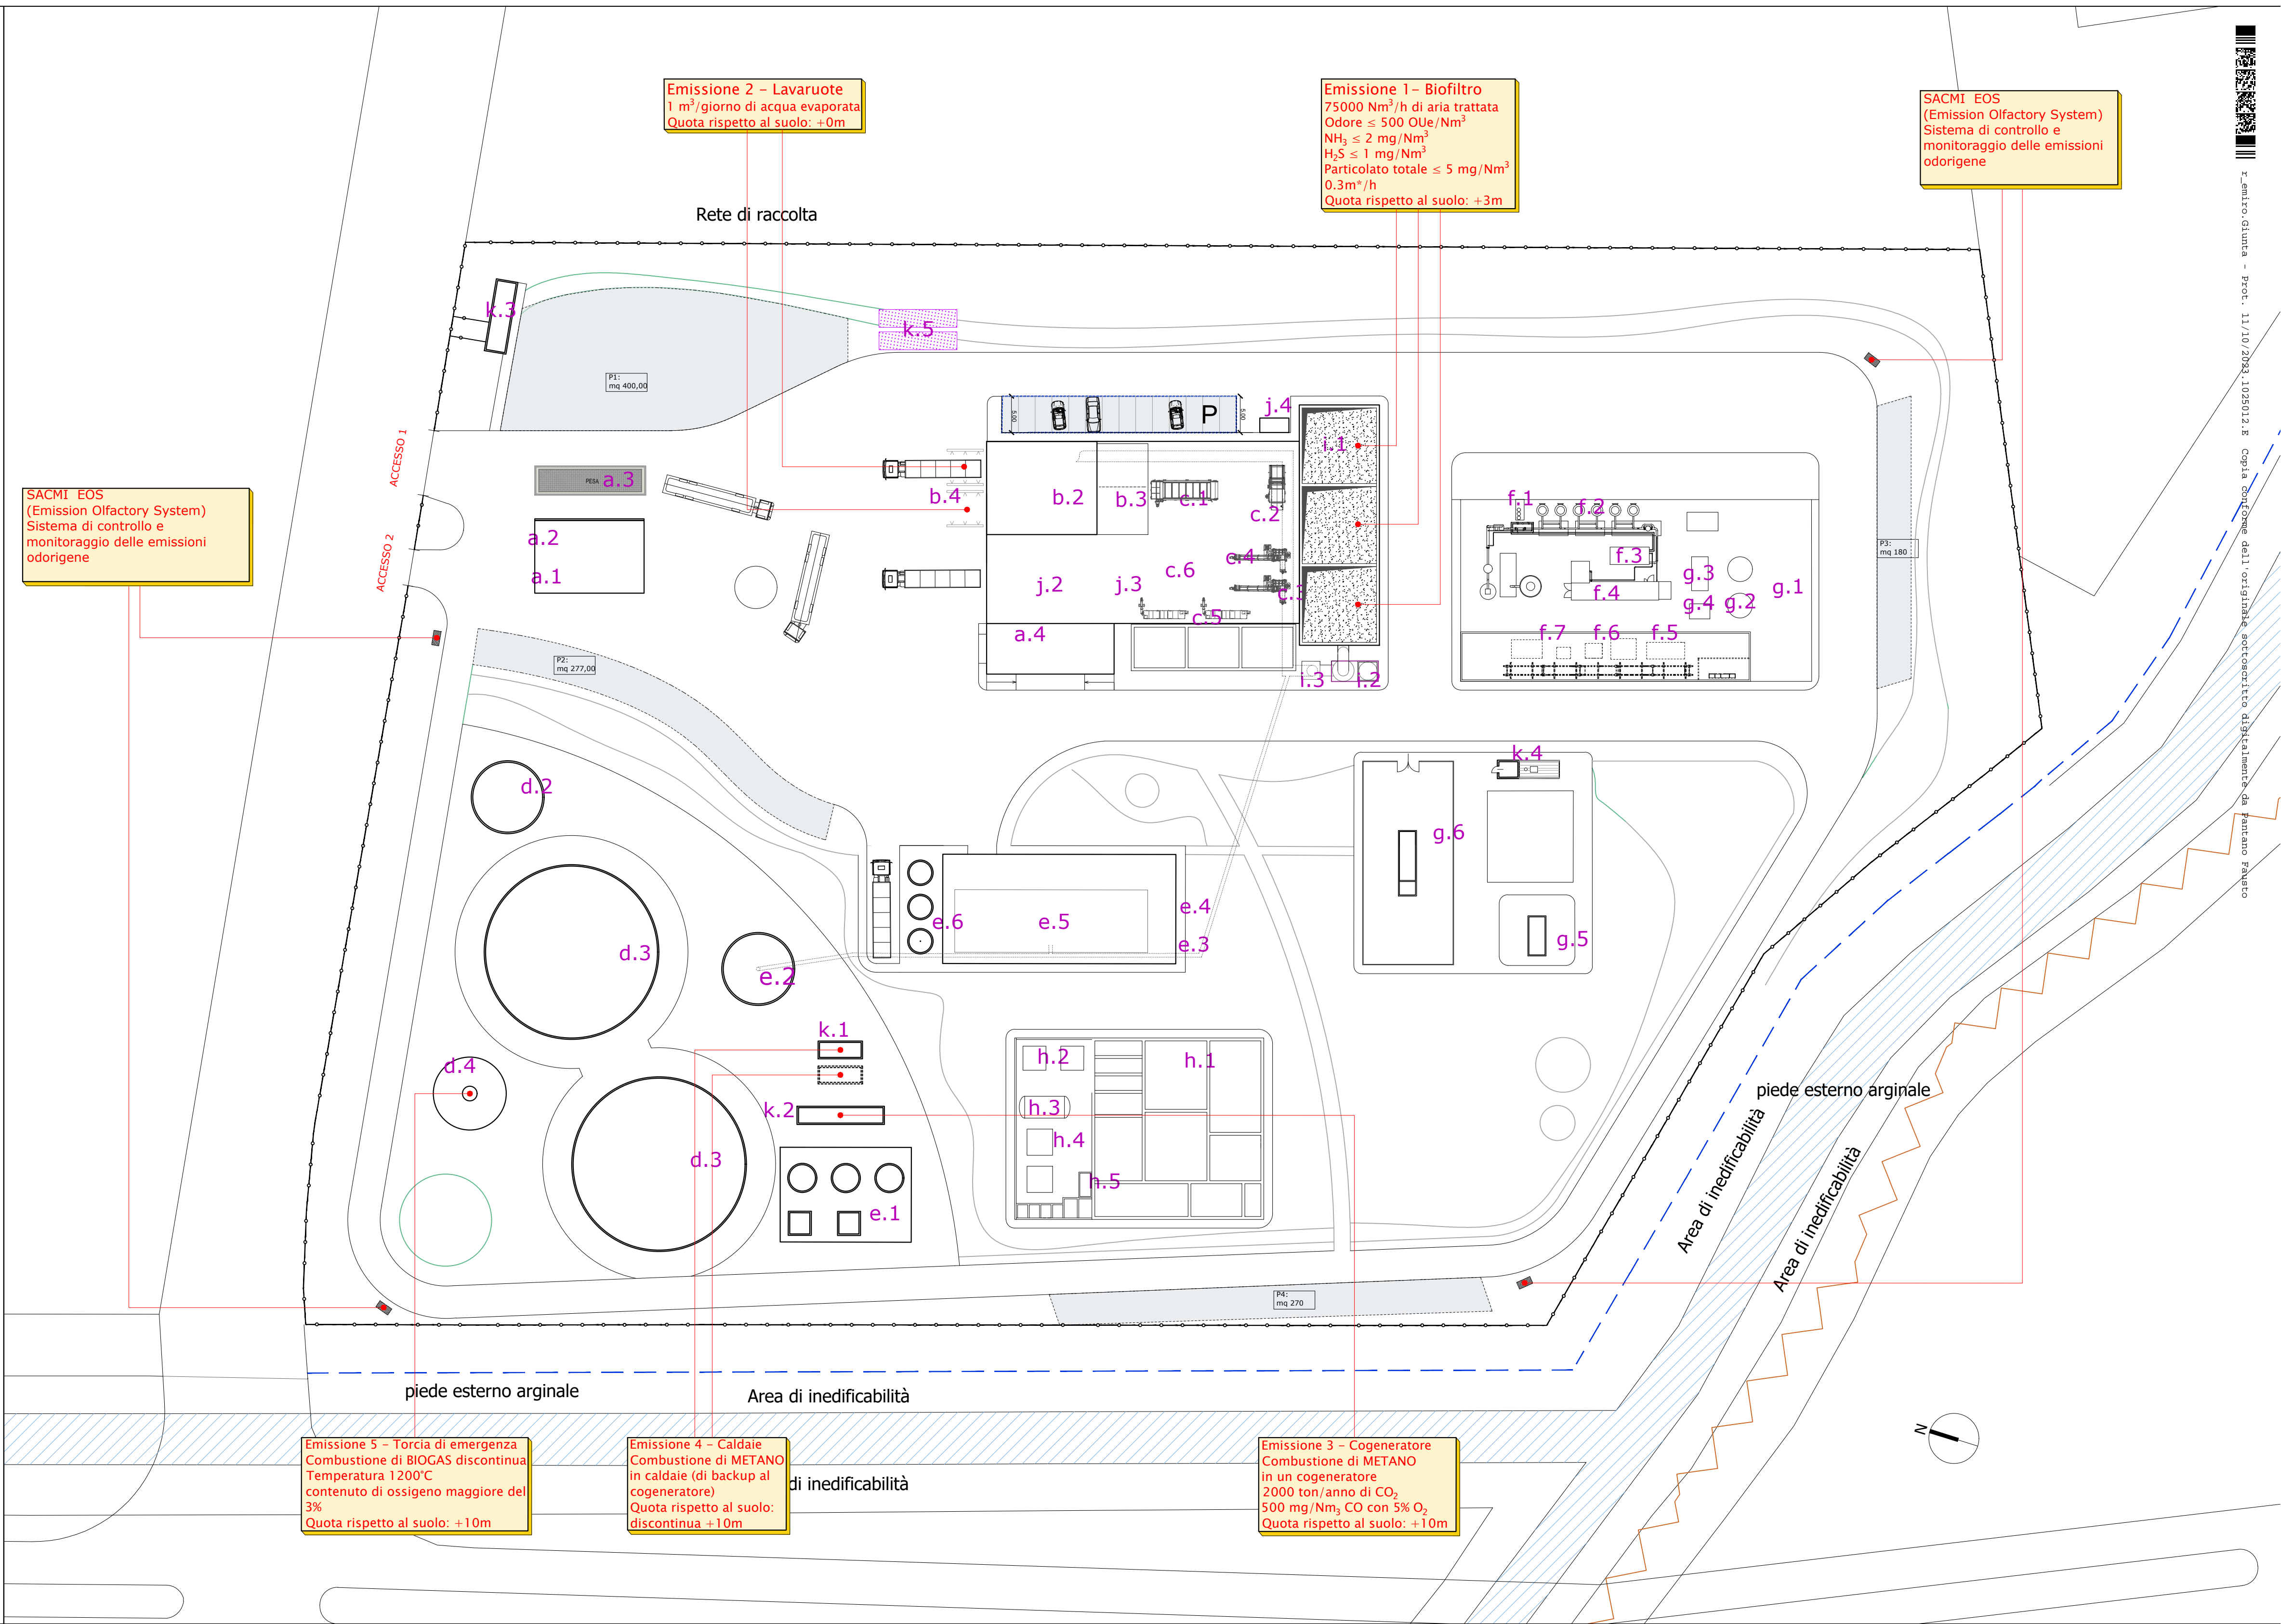 Emissione 2 – Lavaruote
1 m³/giorno di acqua evaporata
Quota rispetto al suolo: +0m
Emissione 1– Biofiltro
75000 Nm³/h di aria trattata
Odore ≤ 500 OUe/Nm³
NH₃ ≤ 2 mg/Nm³
H₂S ≤ 1 mg/Nm³
Particolato totale ≤ 5 mg/Nm³
0.3m*/h
Quota rispetto al suolo: +3m
SACMI EOS
(Emission Olfactory System)
Sistema di controllo e
monitoraggio delle emissioni
odorigene
r_emiro.Giunta - Prot. 11/10/2023.1025012.E Copia conforme dell'originale sottoscritto digitalmente da Pantano Fausto
Rete di raccolta
k.3
k.5
P1:
mq 400,00
ACCESSO 1
ACCESSO 2
PESA
a.3
a.2
a.1
5.00
P
5.00
j.4
i.1
b.4
b.2
b.3
c.1
c.2
c.4
c.6
c.3
j.2
j.3
c.5
a.4
i.3
i.2
f.1
f.2
f.3
f.4
g.3
g.1
g.4
g.2
f.7
f.6
f.5
P3:
mq 180
SACMI EOS
(Emission Olfactory System)
Sistema di controllo e
monitoraggio delle emissioni
odorigene
P2:
mq 277,00
d.2
d.3
e.2
d.4
d.3
k.1
k.2
e.1
e.6
e.5
e.4
e.3
k.4
g.6
g.5
h.2
h.1
h.3
h.4
h.5
P4:
mq 270
piede esterno arginale
Area di inedificabilità
Area di inedificabilità
piede esterno arginale
Area di inedificabilità
di inedificabilità
N
Emissione 5 – Torcia di emergenza
Combustione di BIOGAS discontinua
Temperatura 1200°C
contenuto di ossigeno maggiore del
3%
Quota rispetto al suolo: +10m
Emissione 4 – Caldaie
Combustione di METANO
in caldaie (di backup al
cogeneratore)
Quota rispetto al suolo:
discontinua +10m
Emissione 3 – Cogeneratore
Combustione di METANO
in un cogeneratore
2000 ton/anno di CO₂
500 mg/Nm₃ CO con 5% O₂
Quota rispetto al suolo: +10m